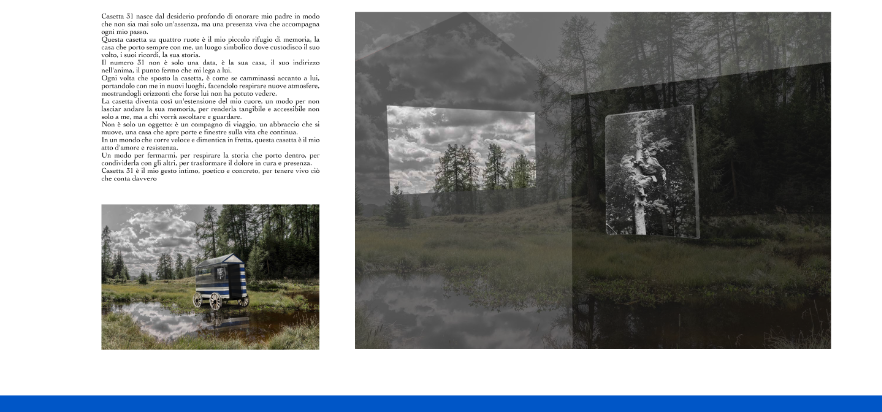 Casetta 31 nasce dal desiderio profondo di onorare mio padre in modo
che non sia mai solo un'assenza, ma una presenza viva che accompagna
ogni mio passo.
Questa casetta su quattro ruote è il mio piccolo rifugio di memoria, la
casa che porto sempre con me, un luogo simbolico dove custodisco il suo
volto, i suoi ricordi, la sua storia.
Il numero 31 non è solo una data, è la sua casa, il suo indirizzo
nell'anima, il punto fermo che mi lega a lui.
Ogni volta che sposto la casetta, è come se camminassi accanto a lui,
portandolo con me in nuovi luoghi, facendolo respirare nuove atmosfere,
mostrandogli orizzonti che forse lui non ha potuto vedere.
La casetta diventa così un'estensione del mio cuore, un modo per non
lasciar andare la sua memoria, per renderla tangibile e accessibile non
solo a me, ma a chi vorrà ascoltare e guardare.
Non è solo un oggetto: è un compagno di viaggio, un abbraccio che si
muove, una casa che apre porte e finestre sulla vita che continua.
In un mondo che corre veloce e dimentica in fretta, questa casetta è il mio
atto d'amore e resistenza.
Un modo per fermarmi, per respirare la storia che porto dentro, per
condividerla con gli altri, per trasformare il dolore in cura e presenza.
Casetta 31 è il mio gesto intimo, poetico e concreto, per tenere vivo ciò
che conta davvero